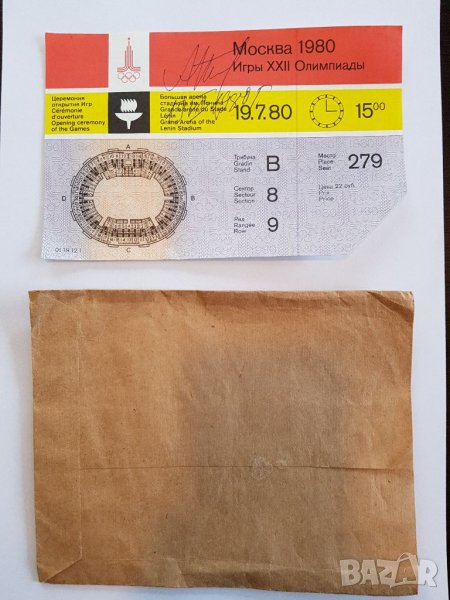 Москва 1980
Игры XXII Олимпиады
Церемония
открытия Игр
Cérémonie
d'ouverture
Opening ceremony
of the Games
Большая арена
стадиона им. Ленина
Grande arène du Stade
Lénine
Grand Arena of the
Lenin Stadium
19.7.80
15⁰⁰
A
B
C
D
Трибуна
Gradin
Stand
B
Место
Place
Seat
279
Сектор
Secteur
Section
8
Цена 22 руб.
Prix
Price
Ряд
Rangée
Row
9
BAZAR